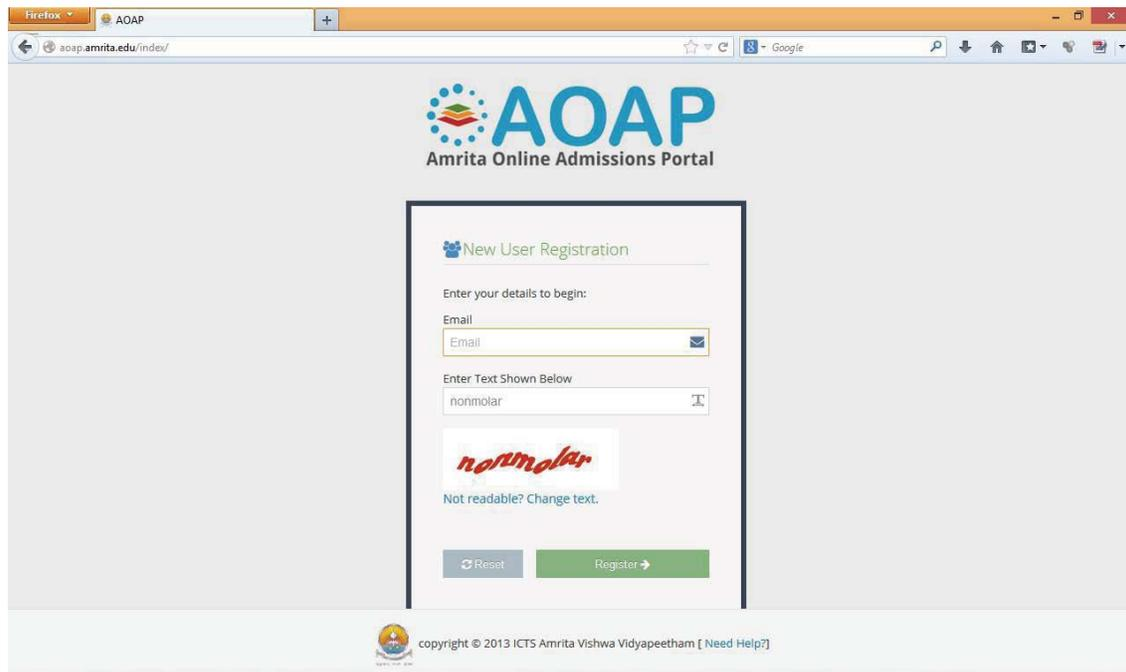 Firefox
AOAP
aoap.amrita.edu/index/
Google
AOAP
Amrita Online Admissions Portal
New User Registration
Enter your details to begin:
Email
Email
Enter Text Shown Below
nonmolar
nonmolar
Not readable? Change text.
Reset
Register
copyright © 2013 ICTS Amrita Vishwa Vidyapeetham [ Need Help?]